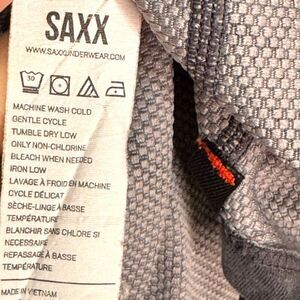 SAXX
WWW.SAXXUNDERWEAR.COM
30
MACHINE WASH COLD
GENTLE CYCLE
TUMBLE DRY LOW
ONLY NON-CHLORINE
BLEACH WHEN NEEDED
IRON LOW
LAVAGE À FROID EN MACHINE
CYCLE DÉLICAT
SÈCHE-LINGE À BASSE
TEMPÉRATURE
BLANCHIR SANS CHLORE SI
NECESSAIRE
REPASSAGE À BASSE
TEMPÉRATURE
MADE IN VIETNAM